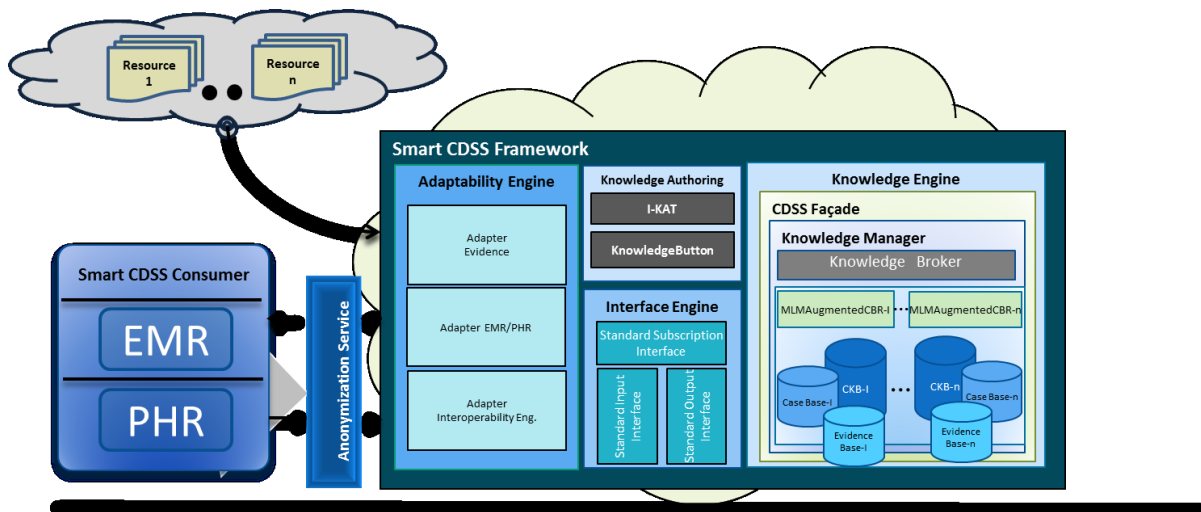 Resource
1
Resource
n
Smart CDSS Framework
Adaptability Engine
Adapter
Evidence
Adapter EMR/PHR
Adapter
Interoperability Eng.
Knowledge Authoring
I-KAT
KnowledgeButton
Interface Engine
Standard Subscription
Interface
Standard Input
Interface
Standard Output
Interface
Knowledge Engine
CDSS Façade
Knowledge Manager
Knowledge Broker
MLMAugmentedCBR-I
...
MLMAugmentedCBR-n
CKB-I
...
CKB-n
Case Base-I
Case Base-n
Evidence
Base-I
Evidence
Base-n
Smart CDSS Consumer
EMR
PHR
Anonymization Service